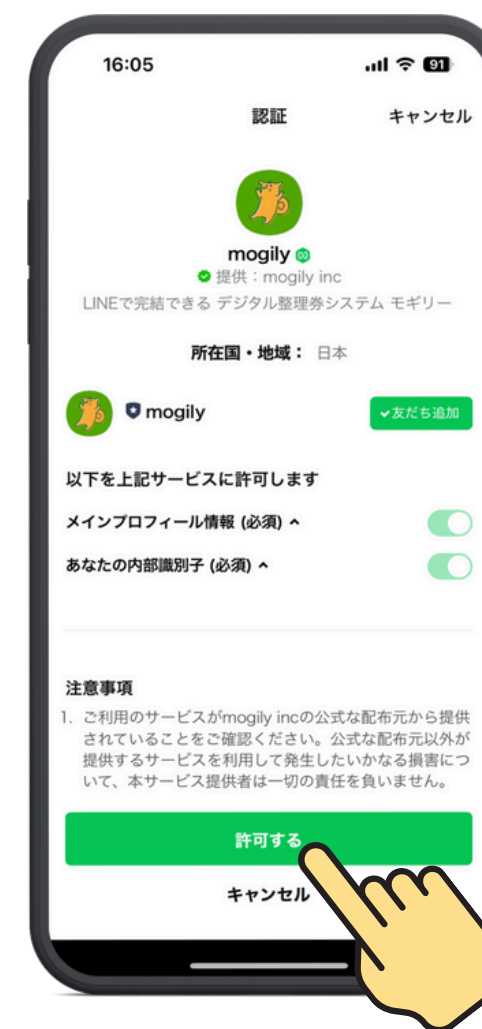 16:05
91
認証
キャンセル
mogily
提供：mogily inc
LINEで完結できる デジタル整理券システム モギリー
所在国・地域： 日本
mogily
友だち追加
以下を上記サービスに許可します
メインプロフィール情報 (必須)
あなたの内部識別子 (必須)
注意事項
1. ご利用のサービスがmogily incの公式な配布元から提供
されていることをご確認ください。公式な配布元以外が
提供するサービスを利用して発生したいかなる損害につ
いて、本サービス提供者は一切の責任を負いません。
許可する
キャンセル